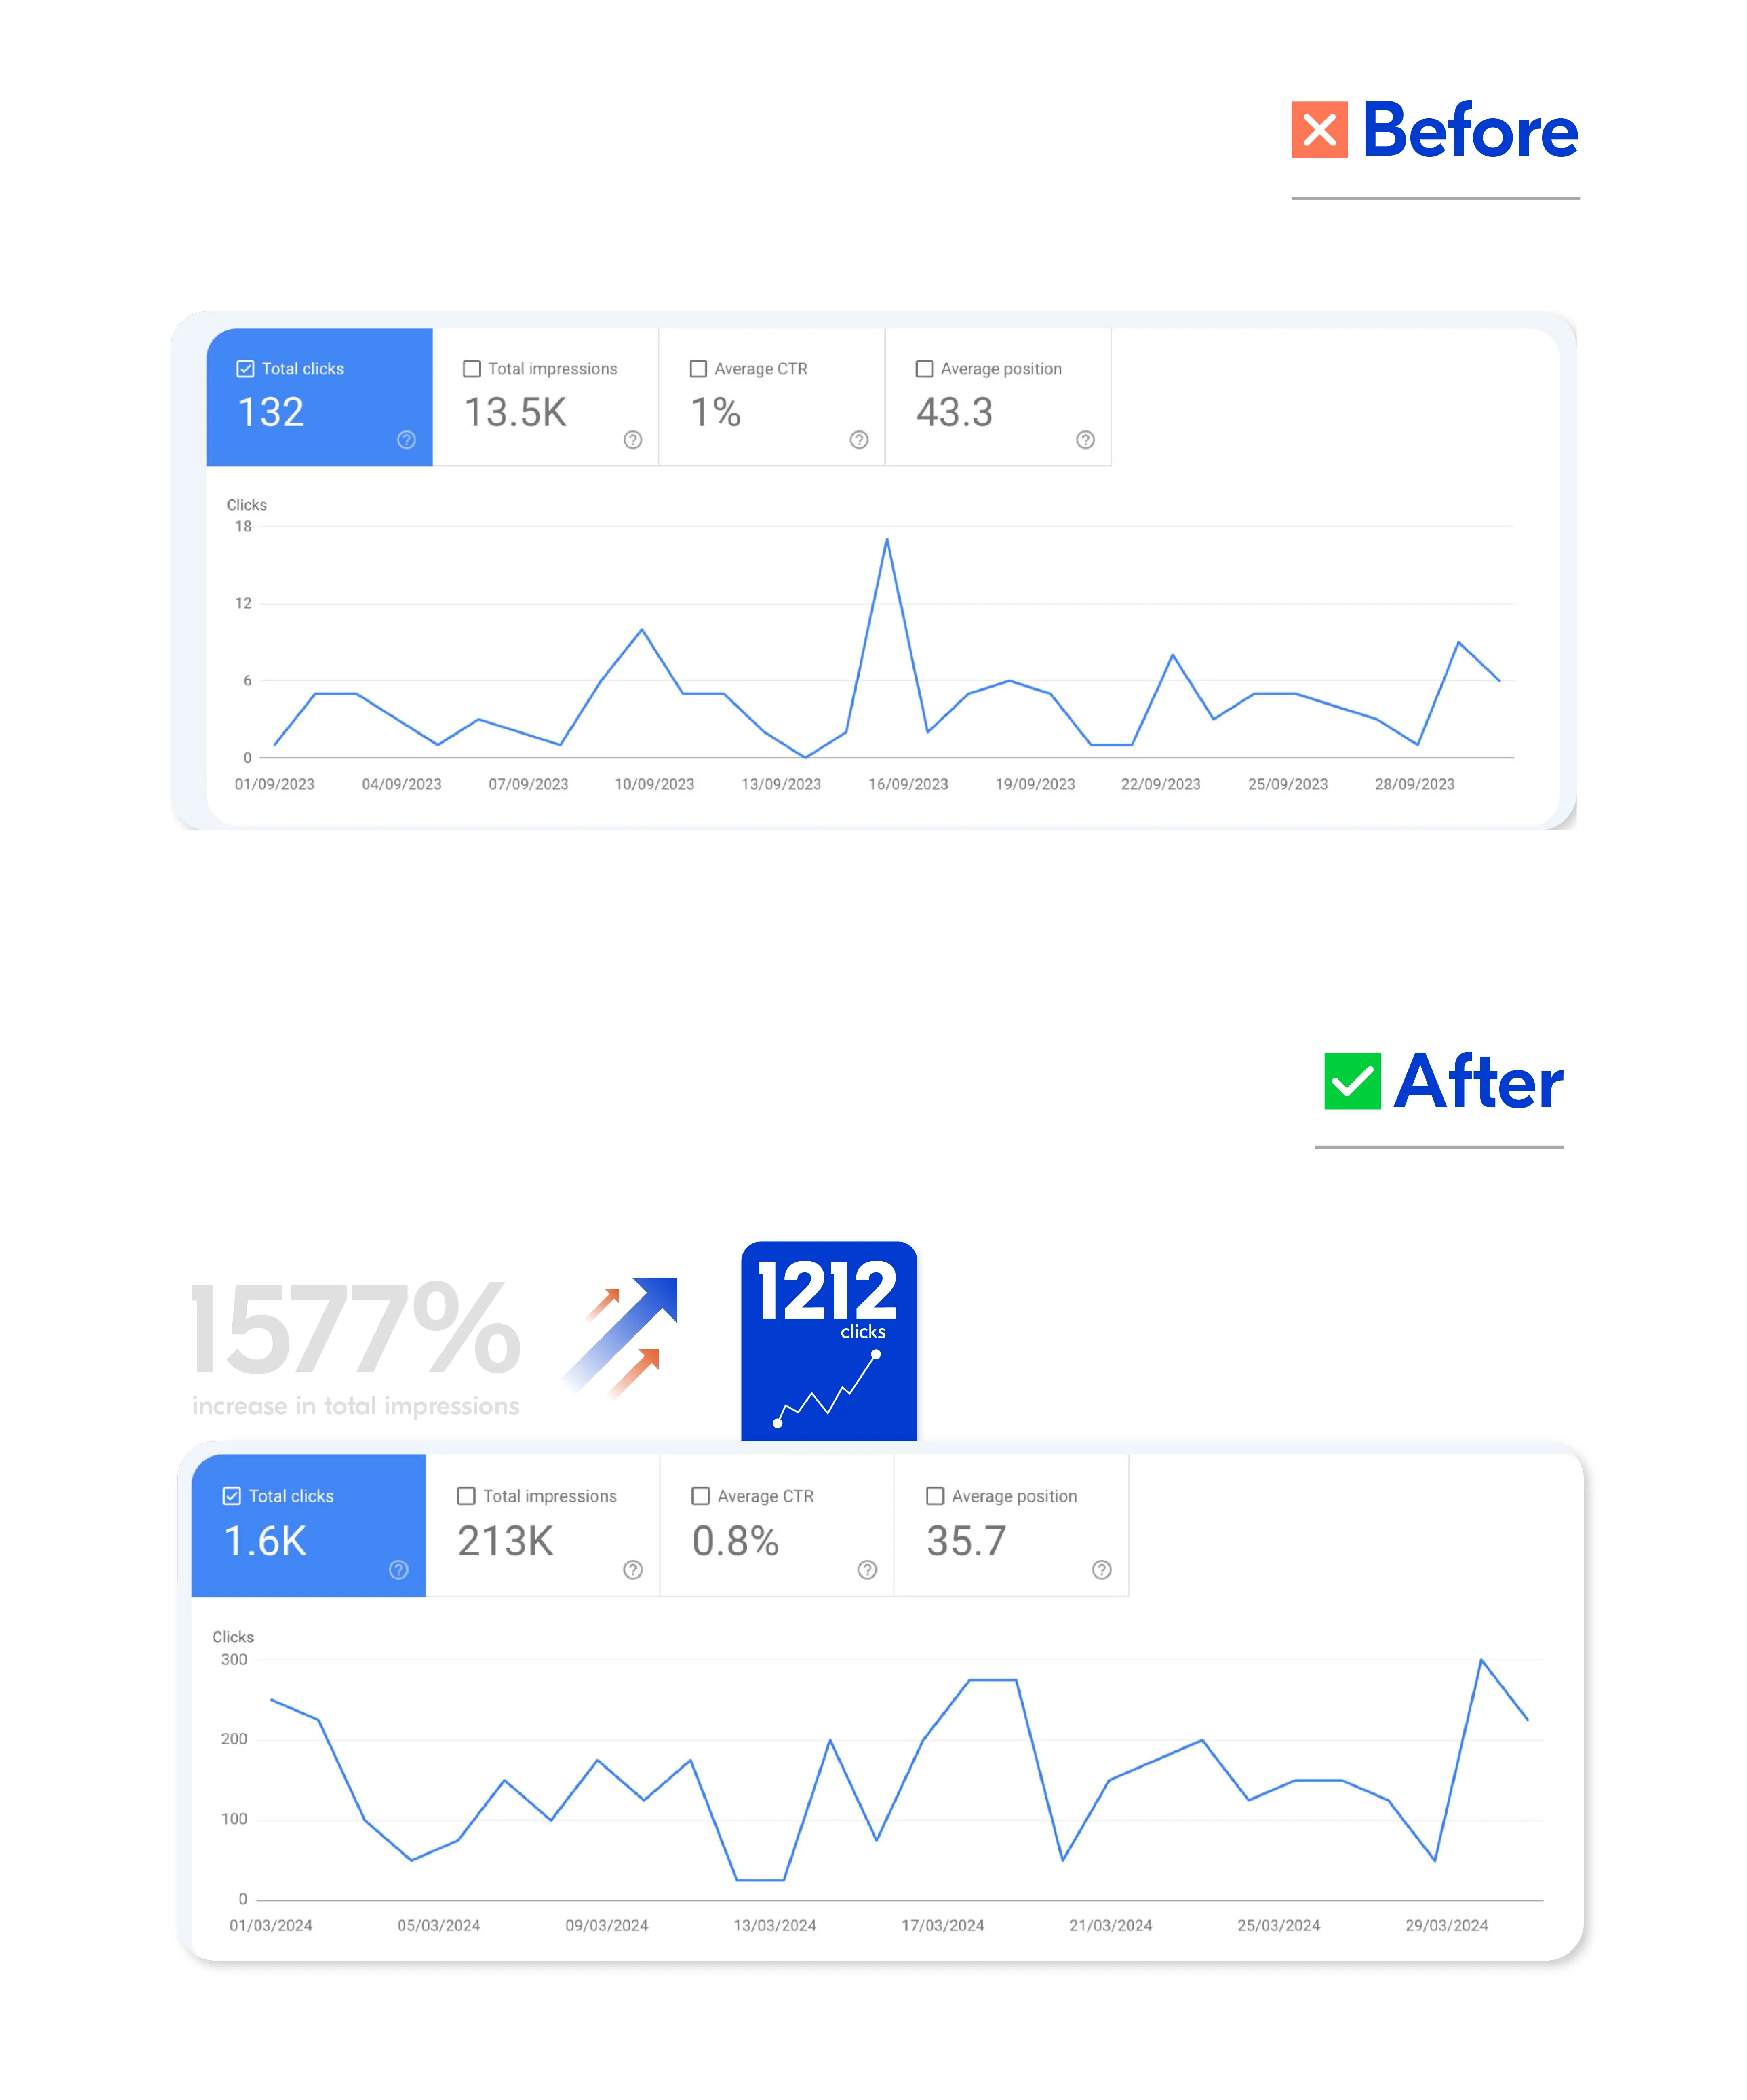 Before
Total clicks Total impressions Average CTR Average position
132 13.5K 1% 43.3
Clicks
18
12
6
0
01/09/2023 04/09/2023 07/09/2023 10/09/2023 13/09/2023 16/09/2023 19/09/2023 22/09/2023 25/09/2023 28/09/2023
After
1577%
increase in total impressions
1212
clicks
Total clicks Total impressions Average CTR Average position
1.6K 213K 0.8% 35.7
Clicks
300
200
100
0
01/03/2024 05/03/2024 09/03/2024 13/03/2024 17/03/2024 21/03/2024 25/03/2024 29/03/2024